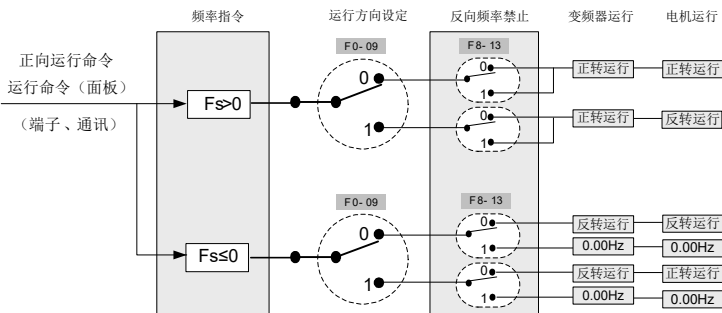 频率指令 运行方向设定 反向频率禁止 变频器运行 电机运行
正向运行命令
运行命令（面板）
（端子、通讯）
Fs>0
F0-09
0
1
F8-13
0
1
0
1
正转运行 正转运行
正转运行 反转运行
Fs≤0
F0-09
0
1
F8-13
0
1
0
1
反转运行 反转运行
0.00Hz 0.00Hz
反转运行 正转运行
0.00Hz 0.00Hz